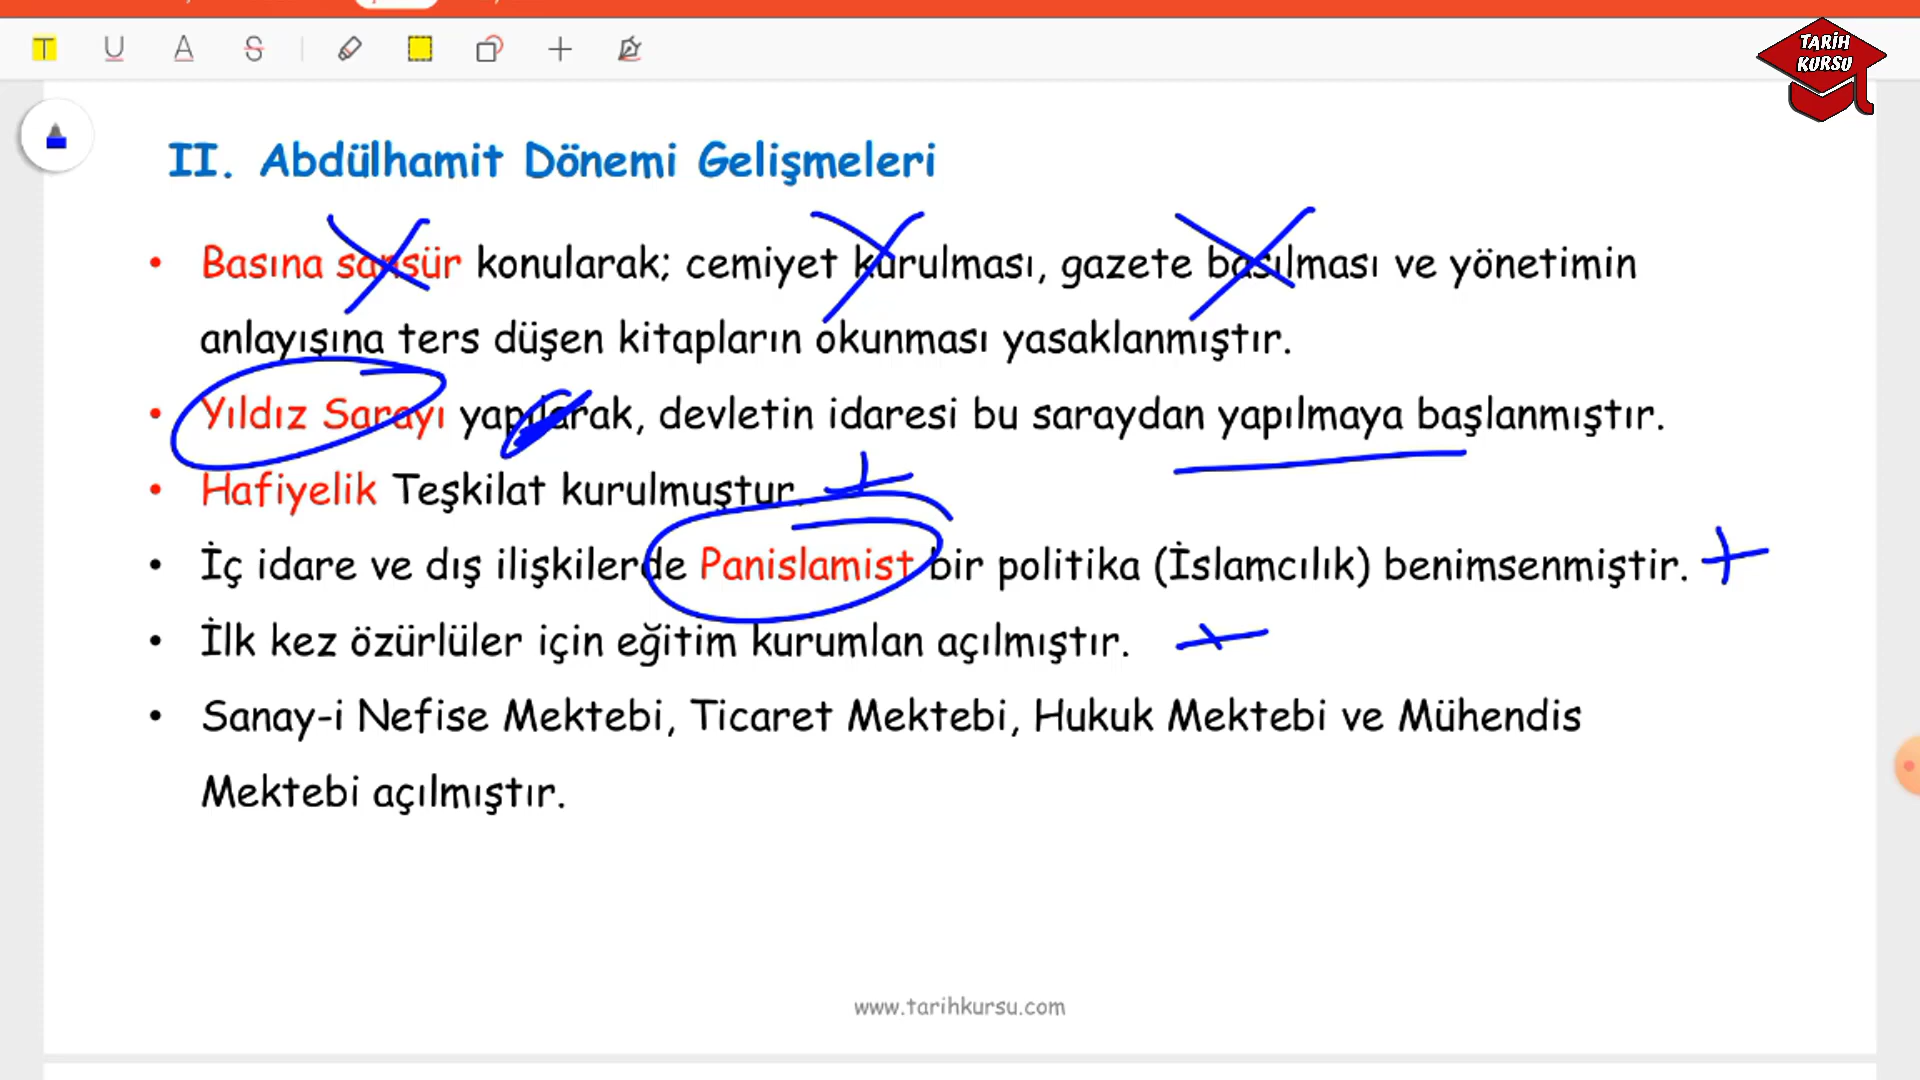 TARİH
KURSU
II. Abdülhamit Dönemi Gelişmeleri
• Basına sansür konularak; cemiyet kurulması, gazete basılması ve yönetimin
anlayışına ters düşen kitapların okunması yasaklanmıştır.
• Yıldız Sarayı yapılarak, devletin idaresi bu saraydan yapılmaya başlanmıştır.
• Hafiyelik Teşkilat kurulmuştur.
• İç idare ve dış ilişkilerde Panislamist bir politika (İslamcılık) benimsenmiştir.
• İlk kez özürlüler için eğitim kurumlan açılmıştır.
• Sanay-i Nefise Mektebi, Ticaret Mektebi, Hukuk Mektebi ve Mühendis
Mektebi açılmıştır.
www.tarihkursu.com